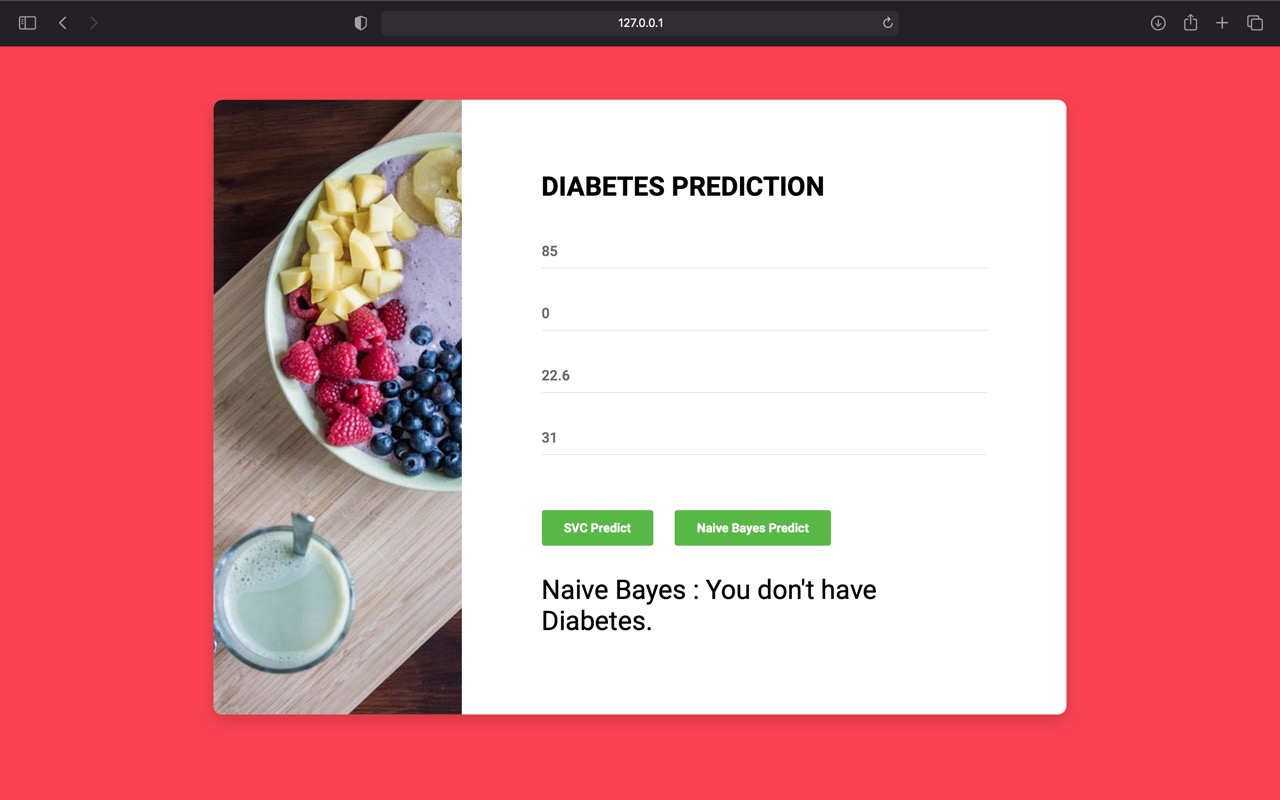 127.0.0.1
DIABETES PREDICTION
85
0
22.6
31
SVC Predict
Naive Bayes Predict
Naive Bayes : You don't have
Diabetes.